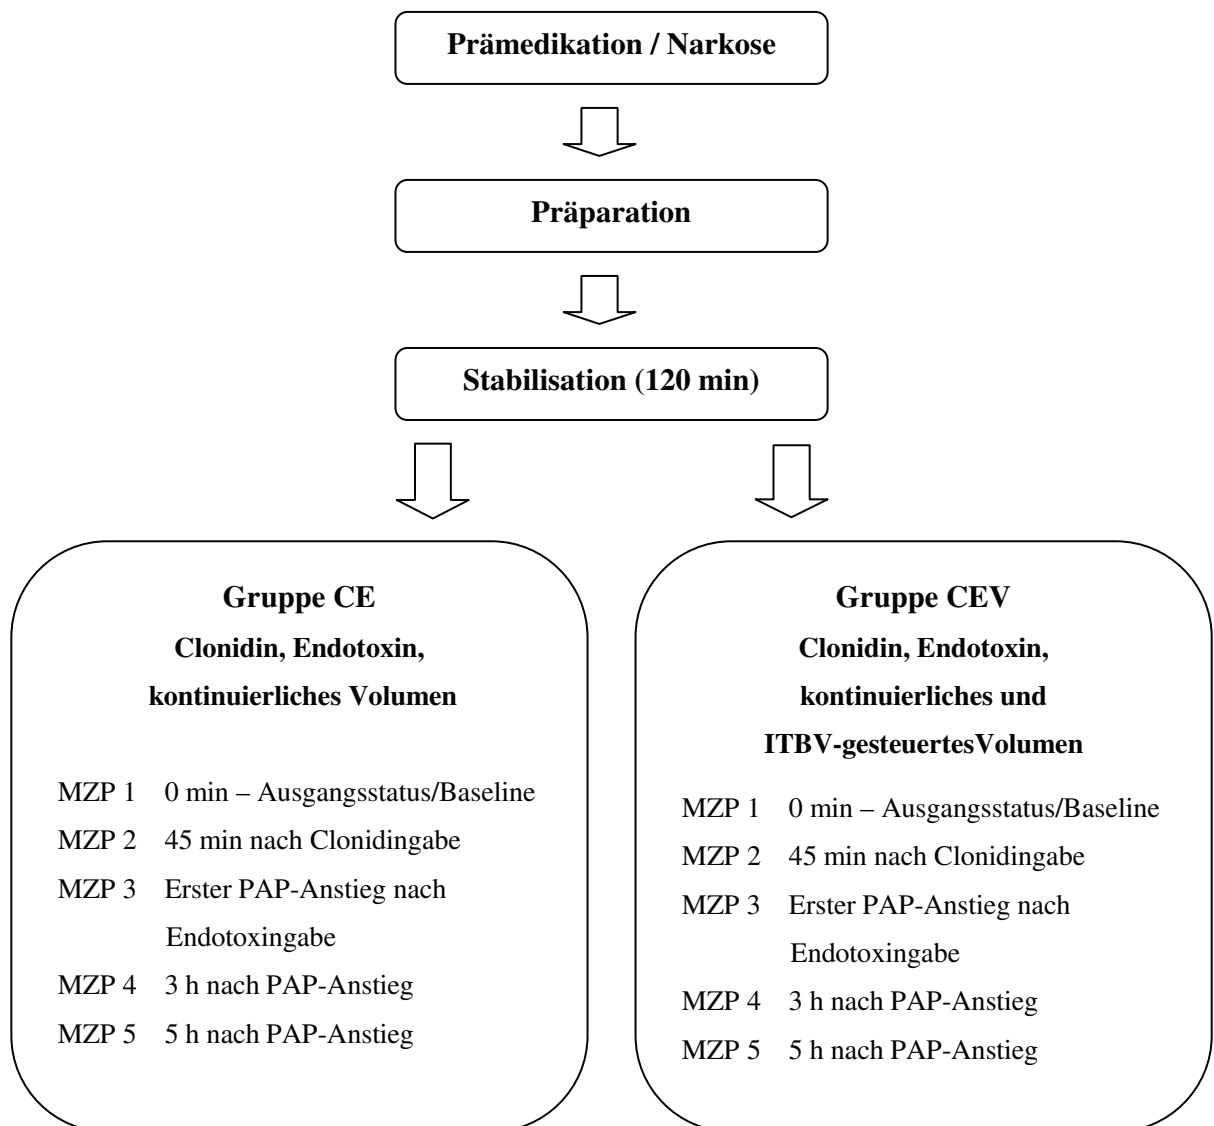 Prämedikation / Narkose
Präparation
Stabilisation (120 min)
Gruppe CE
Clonidin, Endotoxin,
kontinuierliches Volumen
MZP 1 0 min – Ausgangsstatus/Baseline
MZP 2 45 min nach Clonidingabe
MZP 3 Erster PAP-Anstieg nach
Endotoxingabe
MZP 4 3 h nach PAP-Anstieg
MZP 5 5 h nach PAP-Anstieg
Gruppe CEV
Clonidin, Endotoxin,
kontinuierliches und
ITBV-gesteuertesVolumen
MZP 1 0 min – Ausgangsstatus/Baseline
MZP 2 45 min nach Clonidingabe
MZP 3 Erster PAP-Anstieg nach
Endotoxingabe
MZP 4 3 h nach PAP-Anstieg
MZP 5 5 h nach PAP-Anstieg